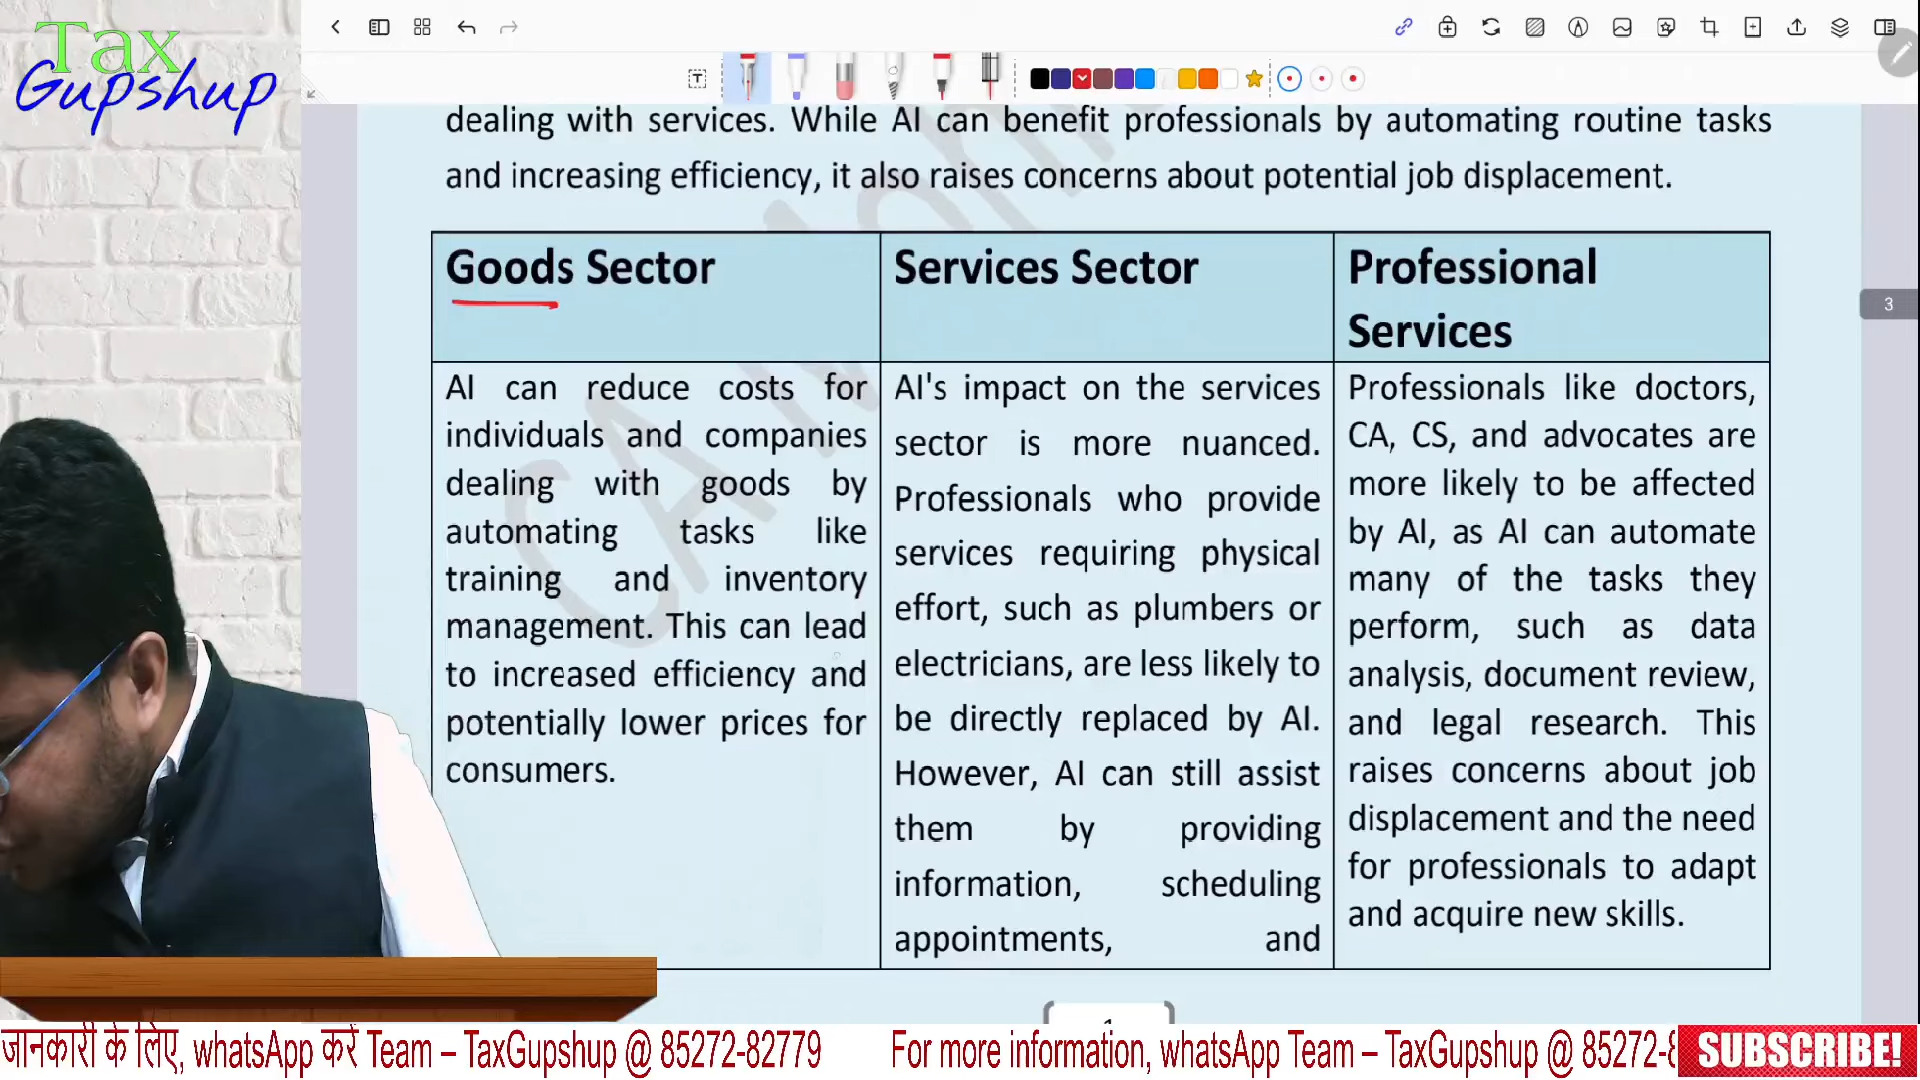 Tax
Gupshup
dealing with services. While AI can benefit professionals by automating routine tasks
and increasing efficiency, it also raises concerns about potential job displacement.
Goods Sector
Services Sector
Professional
Services
AI can reduce costs for
individuals and companies
dealing with goods by
automating tasks like
training and inventory
management. This can lead
to increased efficiency and
potentially lower prices for
consumers.
AI's impact on the services
sector is more nuanced.
Professionals who provide
services requiring physical
effort, such as plumbers or
electricians, are less likely to
be directly replaced by AI.
However, AI can still assist
them by providing
information, scheduling
appointments, and
Professionals like doctors,
CA, CS, and advocates are
more likely to be affected
by AI, as AI can automate
many of the tasks they
perform, such as data
analysis, document review,
and legal research. This
raises concerns about job
displacement and the need
for professionals to adapt
and acquire new skills.
3
जानकारी के लिए, whatsApp करें Team – TaxGupshup @ 85272-82779
For more information, whatsApp Team – TaxGupshup @ 85272-8
SUBSCRIBE!